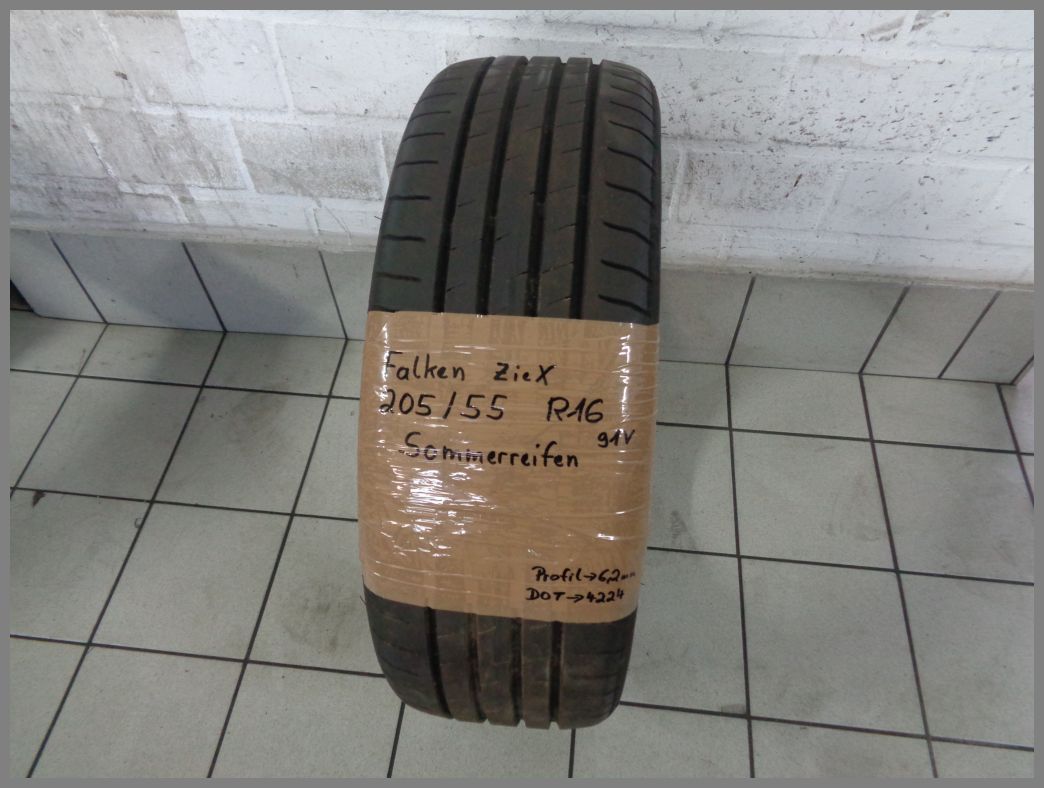 Falken ZieX
205/55 R16
91V
Sommerreifen
Profil→6,2mm
DOT→4224